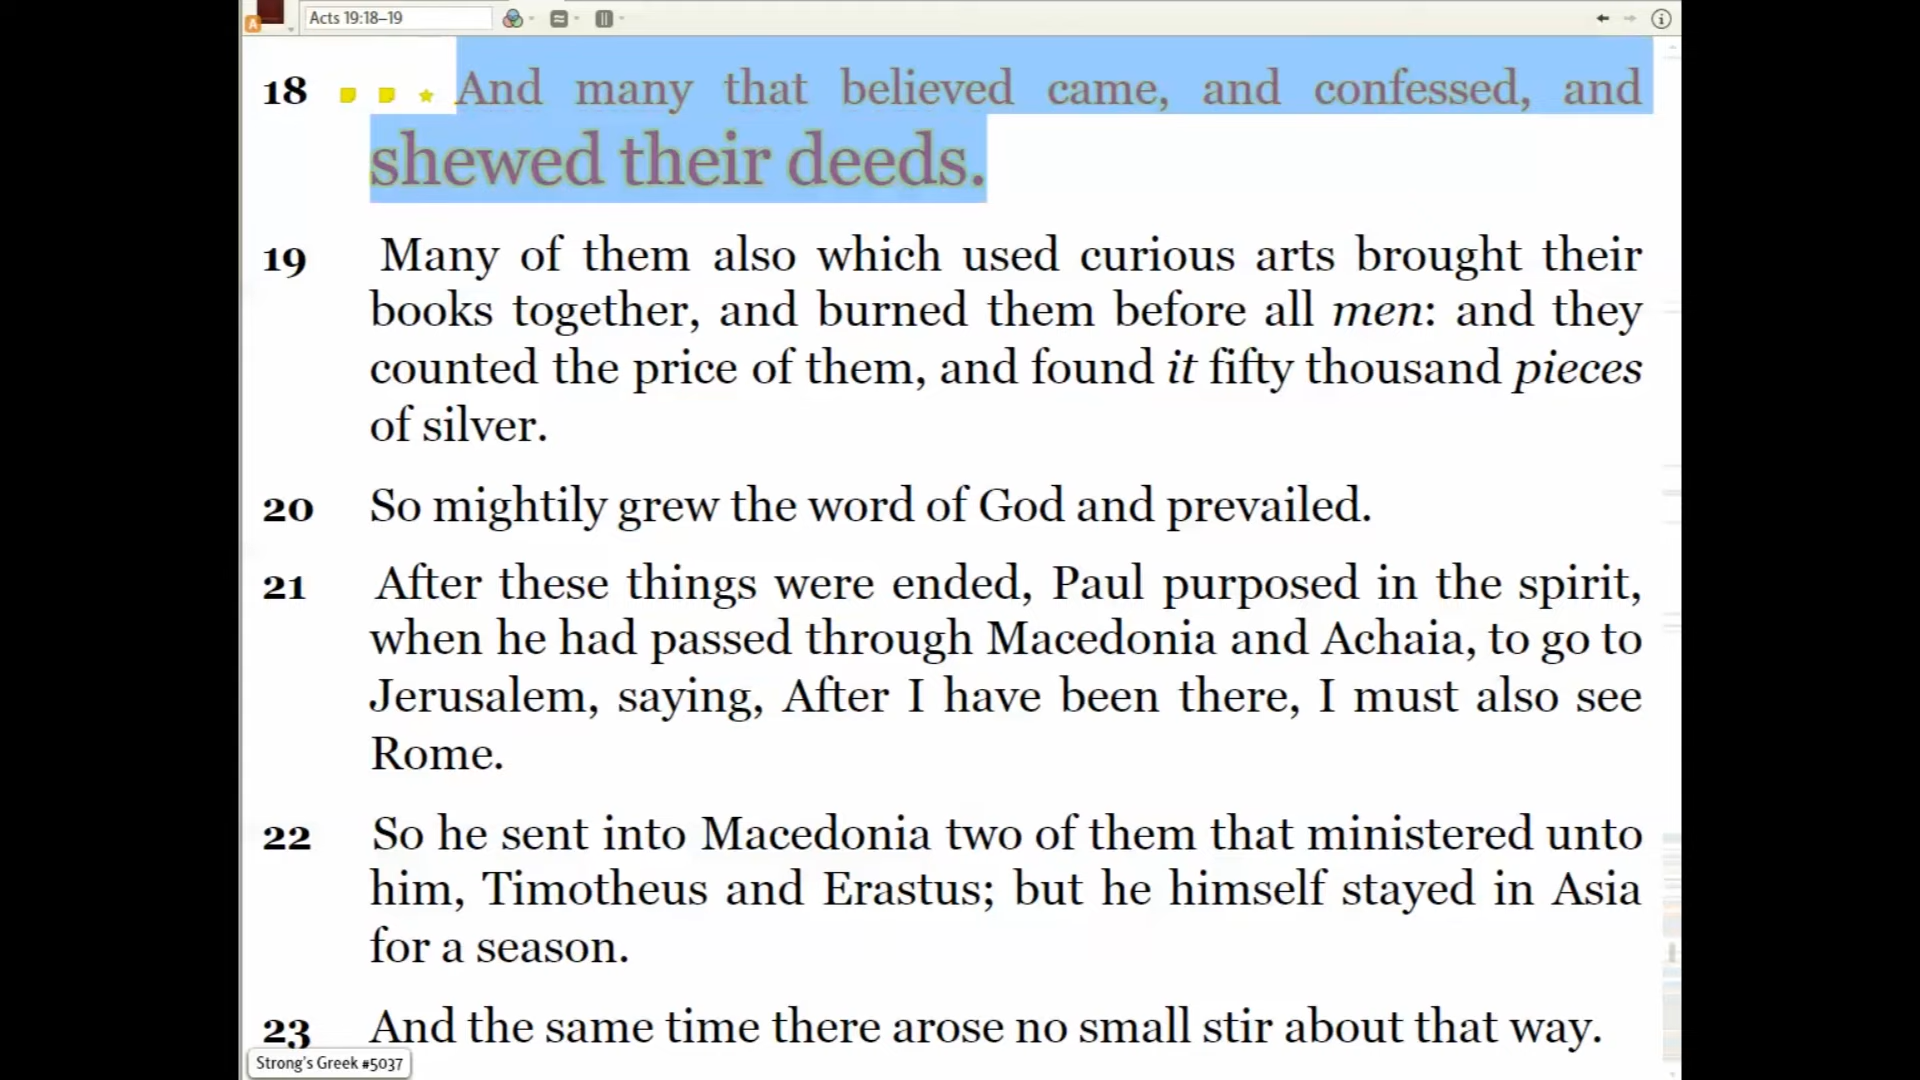 Acts 19:18–19
18 And many that believed came, and confessed, and
shewed their deeds.
19 Many of them also which used curious arts brought their
books together, and burned them before all men: and they
counted the price of them, and found it fifty thousand pieces
of silver.
20 So mightily grew the word of God and prevailed.
21 After these things were ended, Paul purposed in the spirit,
when he had passed through Macedonia and Achaia, to go to
Jerusalem, saying, After I have been there, I must also see
Rome.
22 So he sent into Macedonia two of them that ministered unto
him, Timotheus and Erastus; but he himself stayed in Asia
for a season.
23 And the same time there arose no small stir about that way.
Strong's Greek #5037